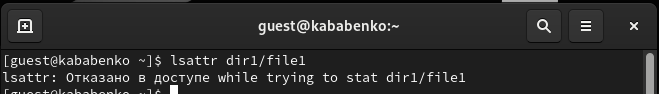 guest@kababenko:~
[guest@kababenko ~]$ lsattr dir1/file1
lsattr: Отказано в доступе while trying to stat dir1/file1
[guest@kababenko ~]$